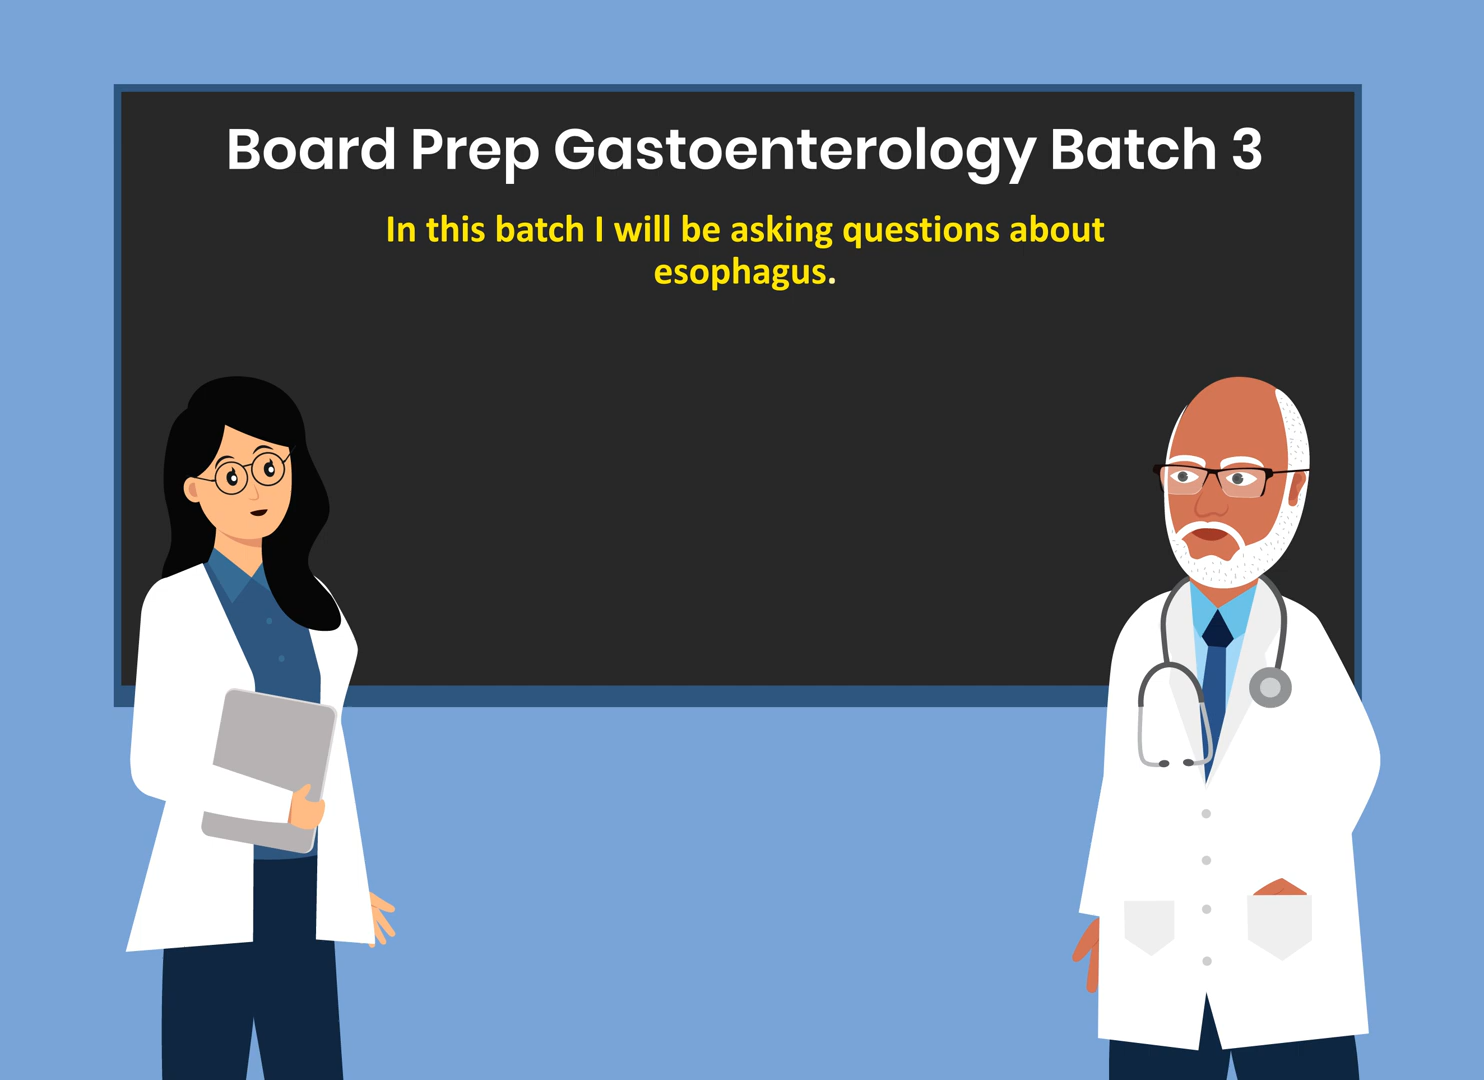 Board Prep Gastoenterology Batch 3
In this batch I will be asking questions about
esophagus.